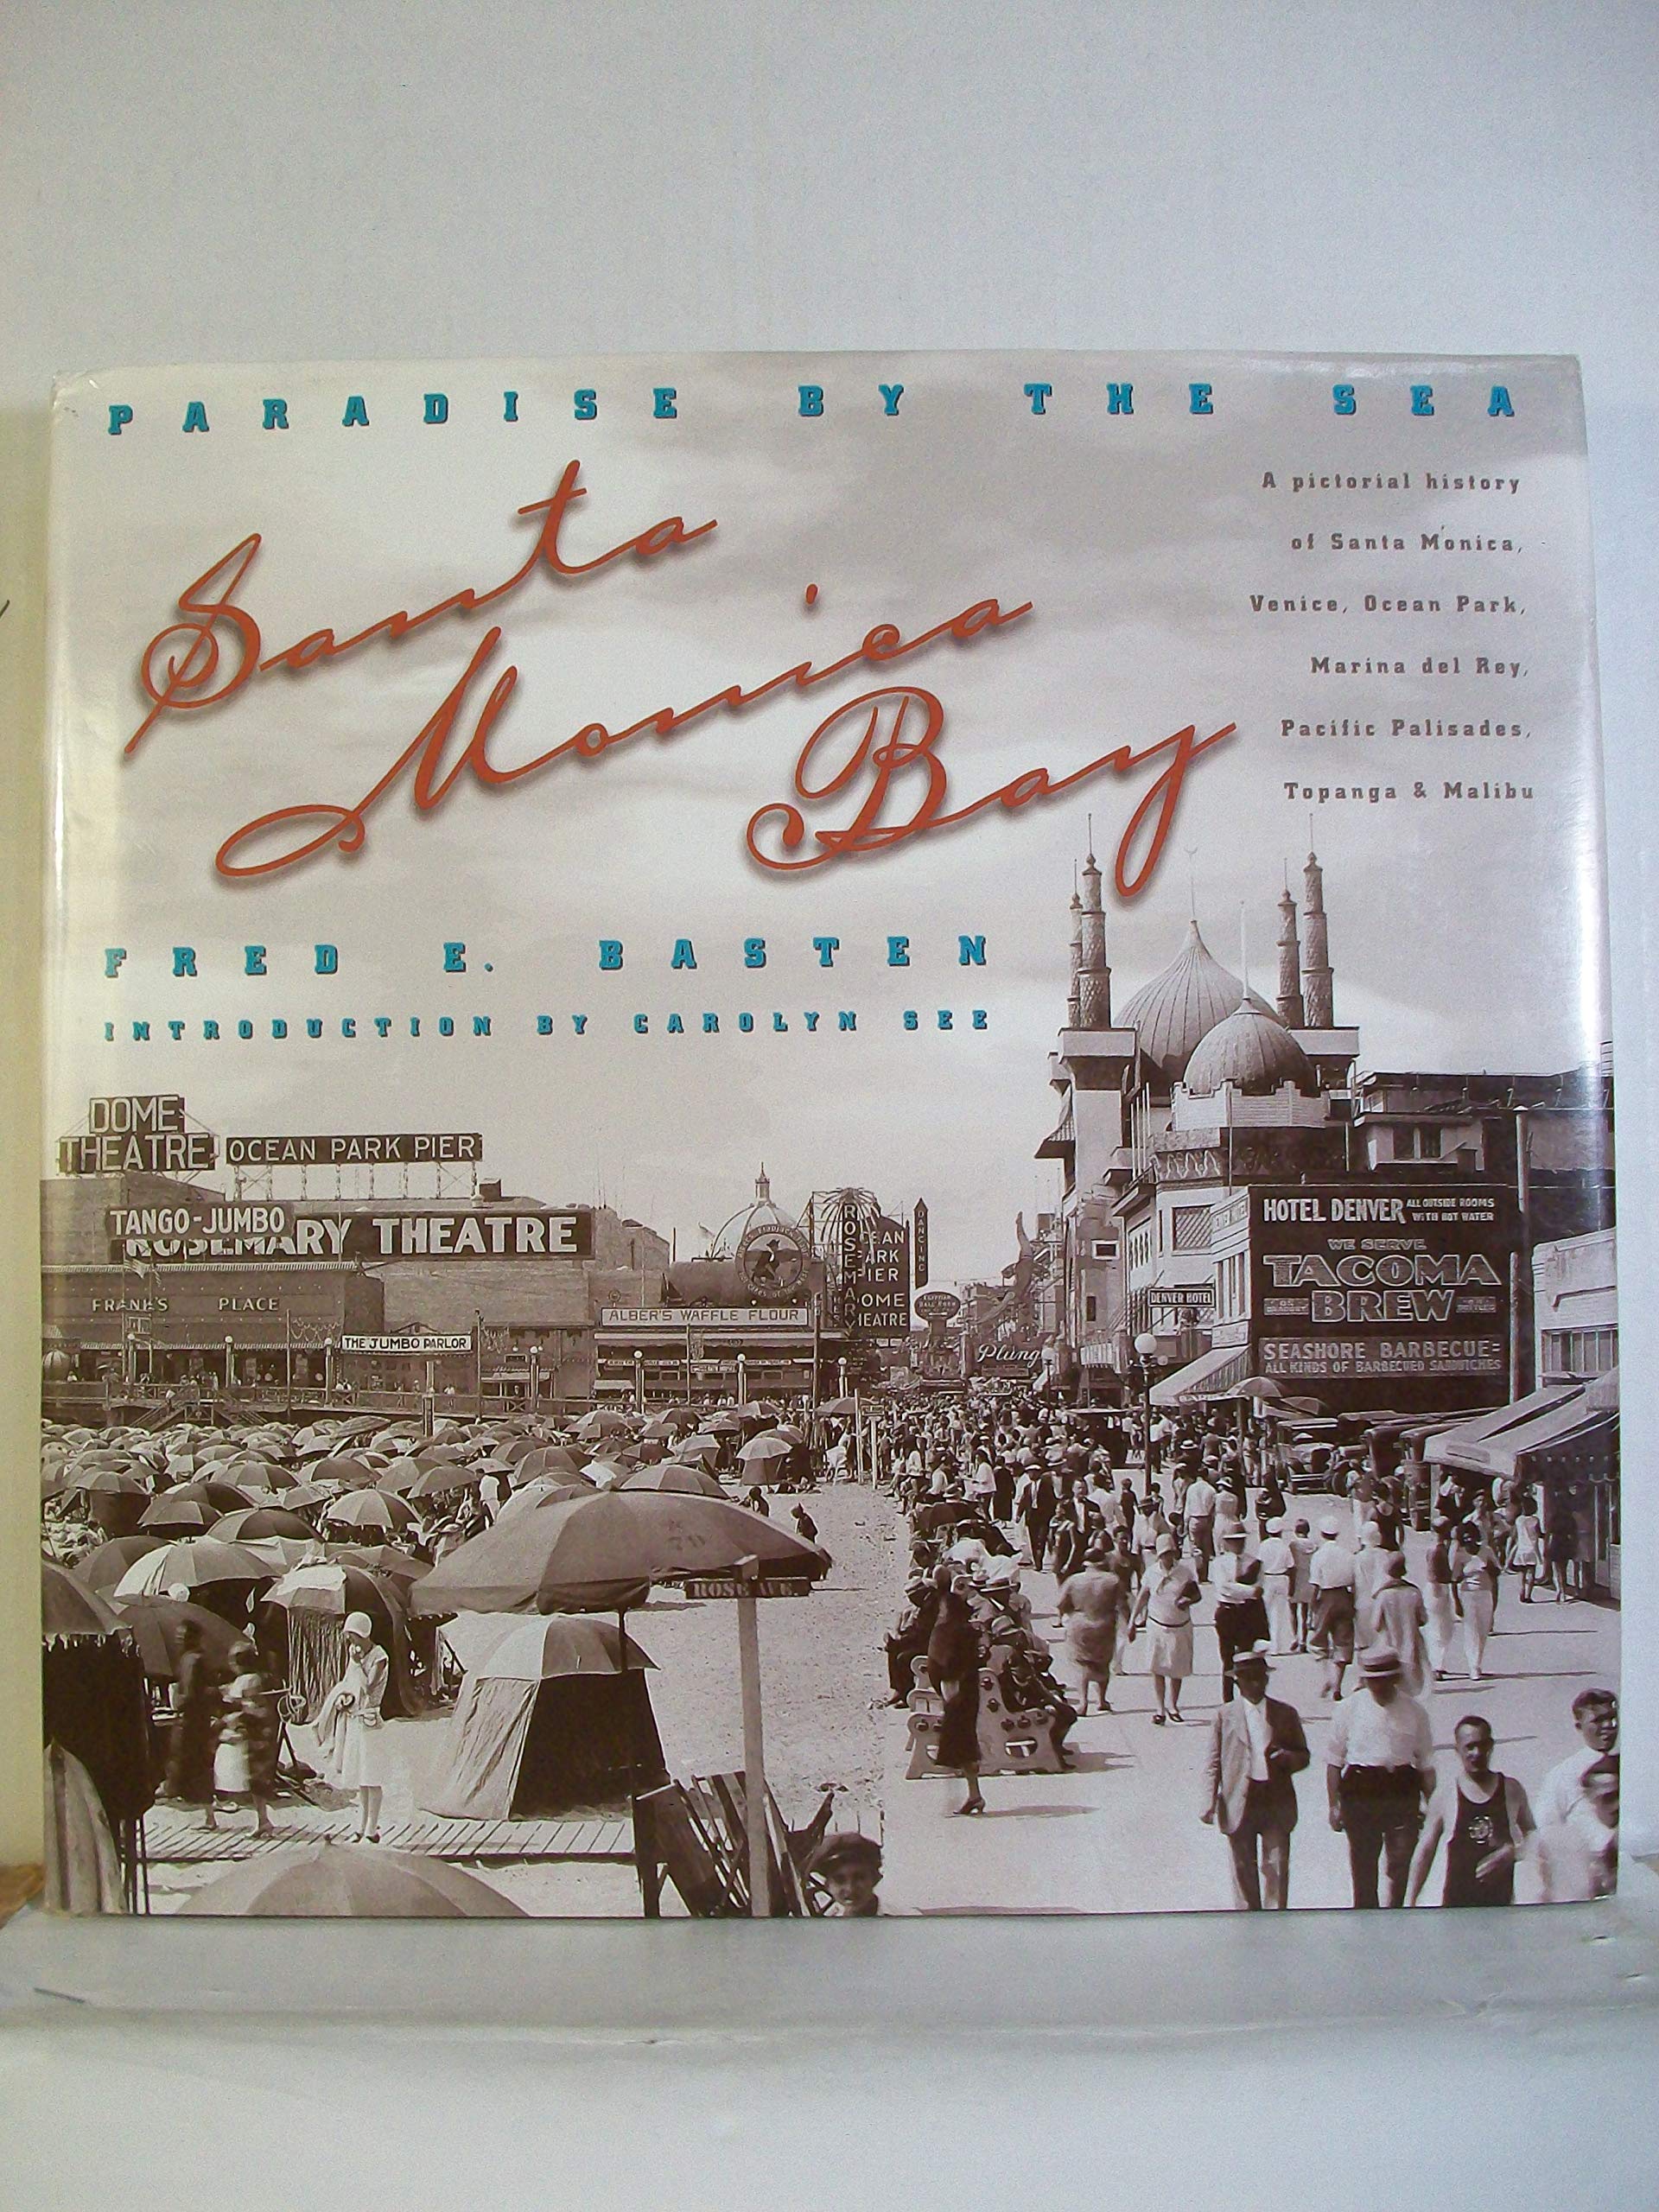 PARADISE BY THE SEA
Santa
Monica
Bay
A pictorial history
of Santa Monica,
Venice, Ocean Park,
Marina del Rey,
Pacific Palisades,
Topanga & Malibu
FRED E. BASTEN
INTRODUCTION BY CAROLYN SEE
DOME
THEATRE
OCEAN PARK PIER
TANGO-JUMBO
ROSEMARY THEATRE
FRANK'S PLACE
THE JUMBO PARLOR
ALBER'S WAFFLE FLOUR
ROSEMARY
OCEAN
PARK
PIER
DOME
THEATRE
DANCING
Plunge
DENVER HOTEL
HOTEL DENVER ALL OUTSIDE ROOMS
WITH HOT WATER
WE SERVE
TACOMA
BREW
SEASHORE BARBECUE
ALL KINDS OF BARBECUED SANDWICHES
ROSE AVE.